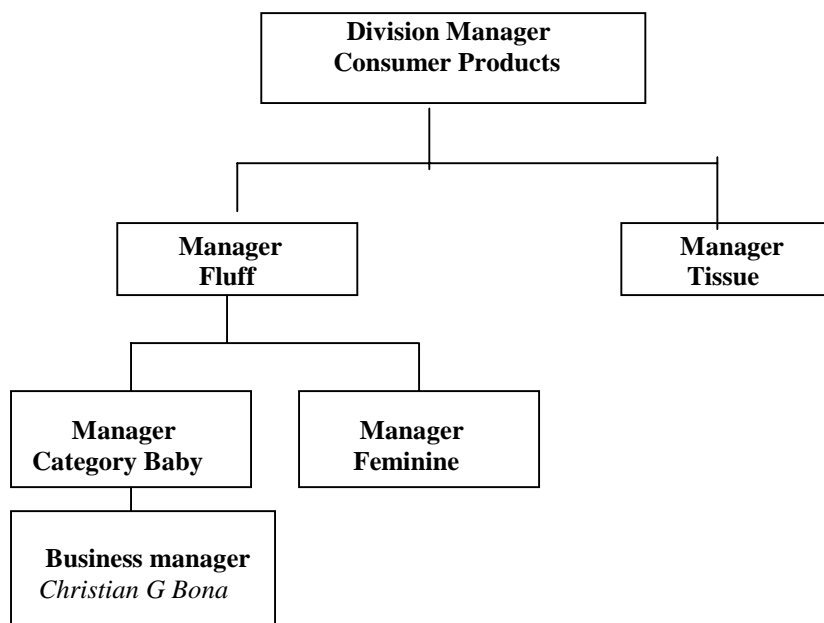 Division Manager
Consumer Products
Manager
Fluff
Manager
Tissue
Manager
Category Baby
Manager
Feminine
Business manager
Christian G Bona